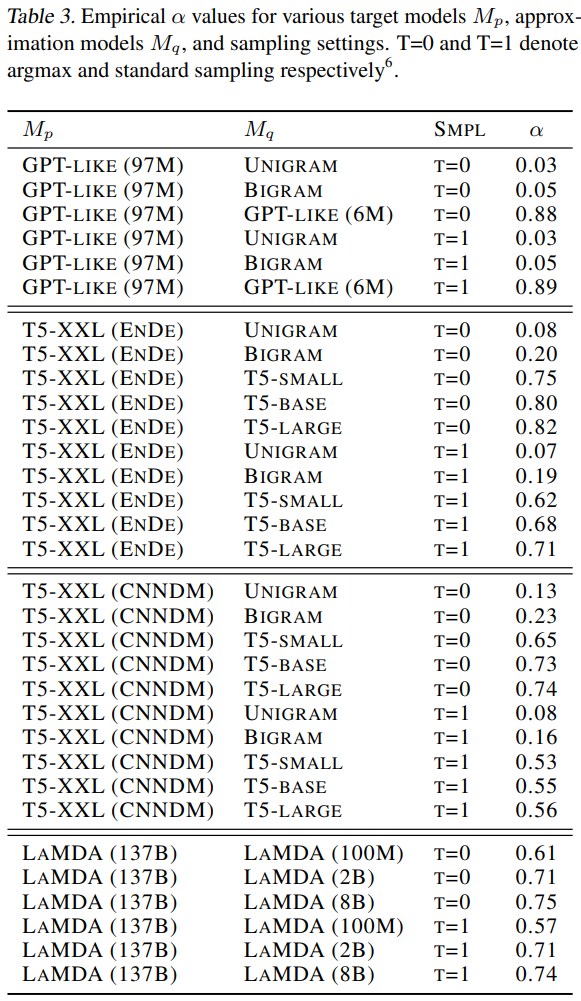 Table 3. Empirical α values for various target models Mp, approx-
imation models Mq, and sampling settings. T=0 and T=1 denote
argmax and standard sampling respectively6.
Mp Mq SMPL α
GPT-LIKE (97M) UNIGRAM T=0 0.03
GPT-LIKE (97M) BIGRAM T=0 0.05
GPT-LIKE (97M) GPT-LIKE (6M) T=0 0.88
GPT-LIKE (97M) UNIGRAM T=1 0.03
GPT-LIKE (97M) BIGRAM T=1 0.05
GPT-LIKE (97M) GPT-LIKE (6M) T=1 0.89
T5-XXL (ENDE) UNIGRAM T=0 0.08
T5-XXL (ENDE) BIGRAM T=0 0.20
T5-XXL (ENDE) T5-SMALL T=0 0.75
T5-XXL (ENDE) T5-BASE T=0 0.80
T5-XXL (ENDE) T5-LARGE T=0 0.82
T5-XXL (ENDE) UNIGRAM T=1 0.07
T5-XXL (ENDE) BIGRAM T=1 0.19
T5-XXL (ENDE) T5-SMALL T=1 0.62
T5-XXL (ENDE) T5-BASE T=1 0.68
T5-XXL (ENDE) T5-LARGE T=1 0.71
T5-XXL (CNNDM) UNIGRAM T=0 0.13
T5-XXL (CNNDM) BIGRAM T=0 0.23
T5-XXL (CNNDM) T5-SMALL T=0 0.65
T5-XXL (CNNDM) T5-BASE T=0 0.73
T5-XXL (CNNDM) T5-LARGE T=0 0.74
T5-XXL (CNNDM) UNIGRAM T=1 0.08
T5-XXL (CNNDM) BIGRAM T=1 0.16
T5-XXL (CNNDM) T5-SMALL T=1 0.53
T5-XXL (CNNDM) T5-BASE T=1 0.55
T5-XXL (CNNDM) T5-LARGE T=1 0.56
LAMDA (137B) LAMDA (100M) T=0 0.61
LAMDA (137B) LAMDA (2B) T=0 0.71
LAMDA (137B) LAMDA (8B) T=0 0.75
LAMDA (137B) LAMDA (100M) T=1 0.57
LAMDA (137B) LAMDA (2B) T=1 0.71
LAMDA (137B) LAMDA (8B) T=1 0.74